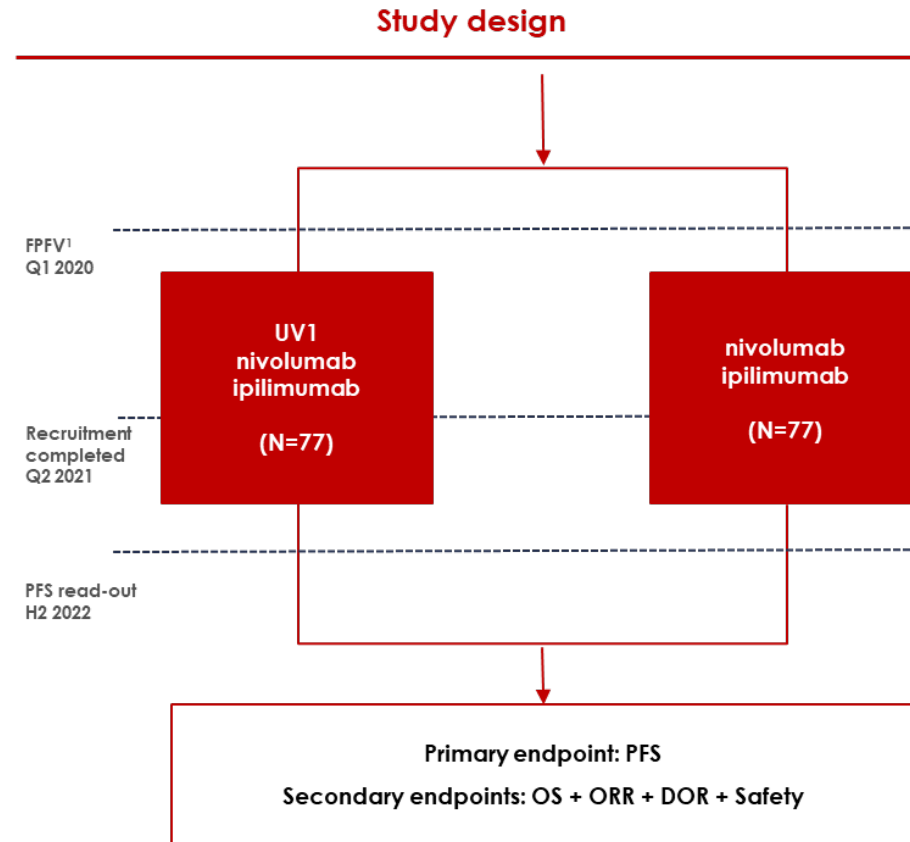 Study design
FPFV¹
Q1 2020
UV1
nivolumab
ipilimumab
(N=77)
nivolumab
ipilimumab
(N=77)
Recruitment
completed
Q2 2021
PFS read-out
H2 2022
Primary endpoint: PFS
Secondary endpoints: OS + ORR + DOR + Safety